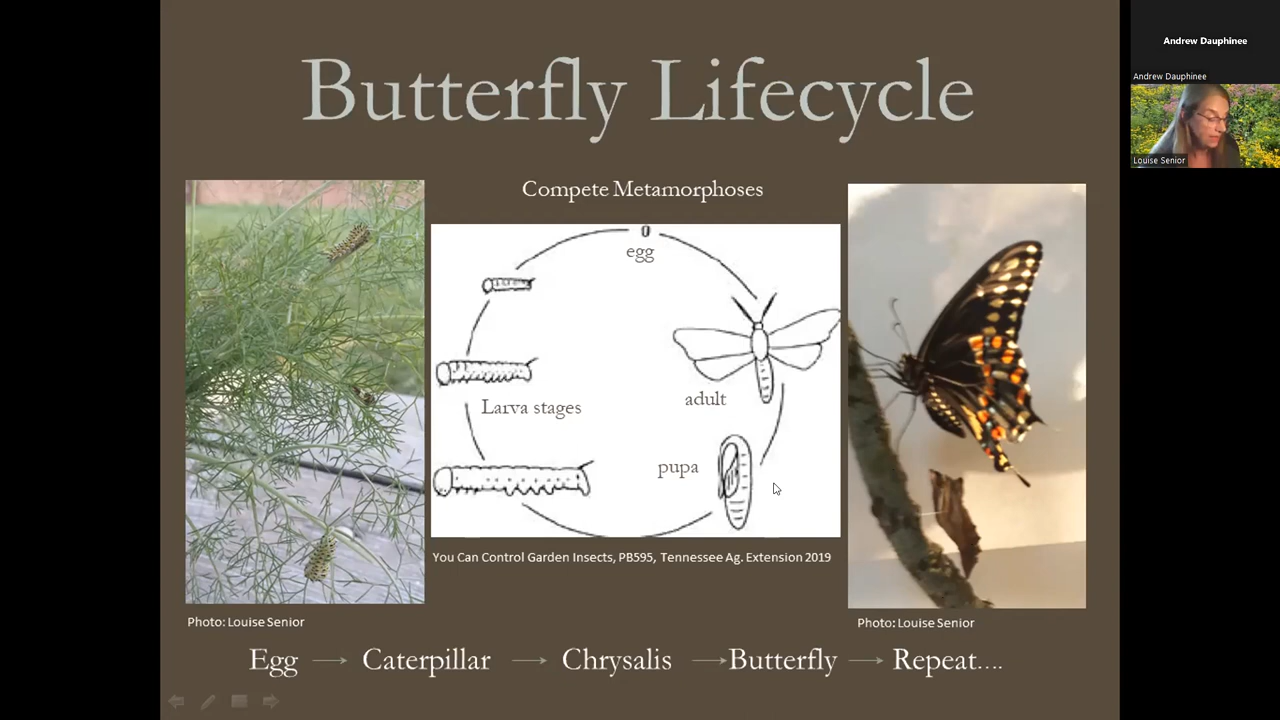 Butterfly Lifecycle
Compete Metamorphoses
egg
Larva stages
adult
pupa
You Can Control Garden Insects, PB595, Tennessee Ag. Extension 2019
Photo: Louise Senior
Photo: Louise Senior
Egg → Caterpillar → Chrysalis → Butterfly → Repeat....
Andrew Dauphinee
Andrew Dauphinee
Louise Senior